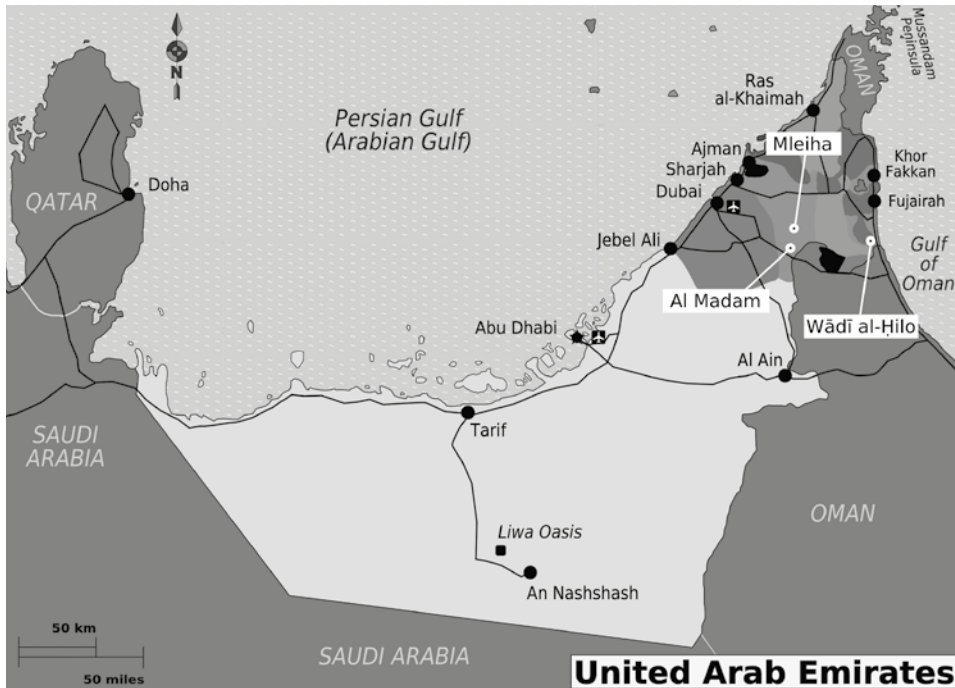 N
Persian Gulf
(Arabian Gulf)
OMAN
Mussandam
Peninsula
Ras
al-Khaimah
Mleiha
Ajman
Sharjah
Dubai
Khor
Fakkan
Fujairah
QATAR
Doha
Jebel Ali
Gulf
of
Oman
Al Madam
Wādī al-Ḥilo
Abu Dhabi
Al Ain
Tarif
SAUDI
ARABIA
OMAN
Liwa Oasis
An Nashshash
50 km
50 miles
SAUDI ARABIA
United Arab Emirates